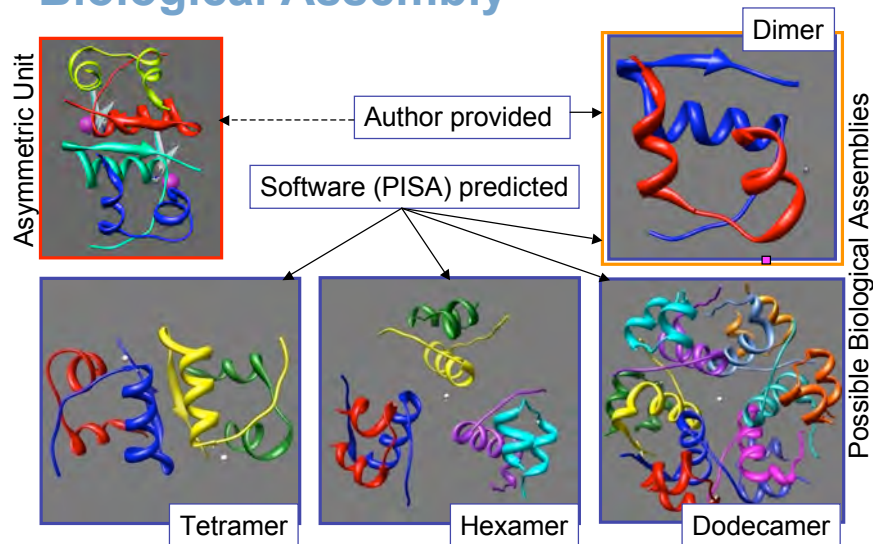 Biological Assembly
Dimer
Asymmetric Unit
Author provided
Software (PISA) predicted
Possible Biological Assemblies
Tetramer
Hexamer
Dodecamer